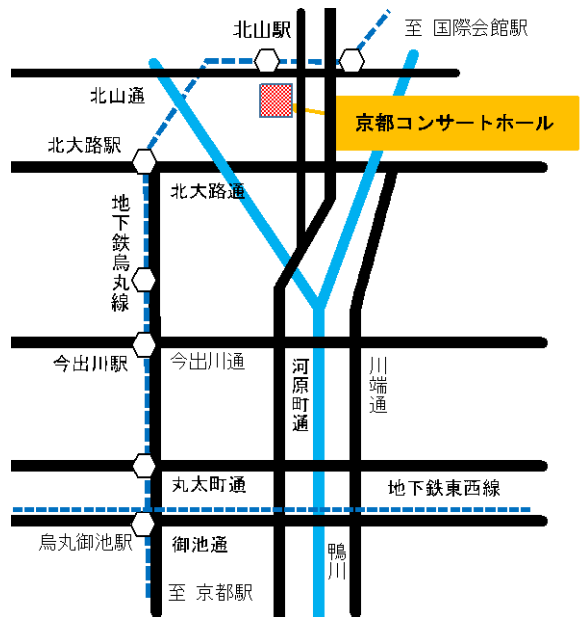 北山駅
至 国際会館駅
北山通
京都コンサートホール
北大路駅
北大路通
地下鉄烏丸線
今出川駅
今出川通
河原町通
川端通
丸太町通
地下鉄東西線
烏丸御池駅
御池通
鴨川
至 京都駅